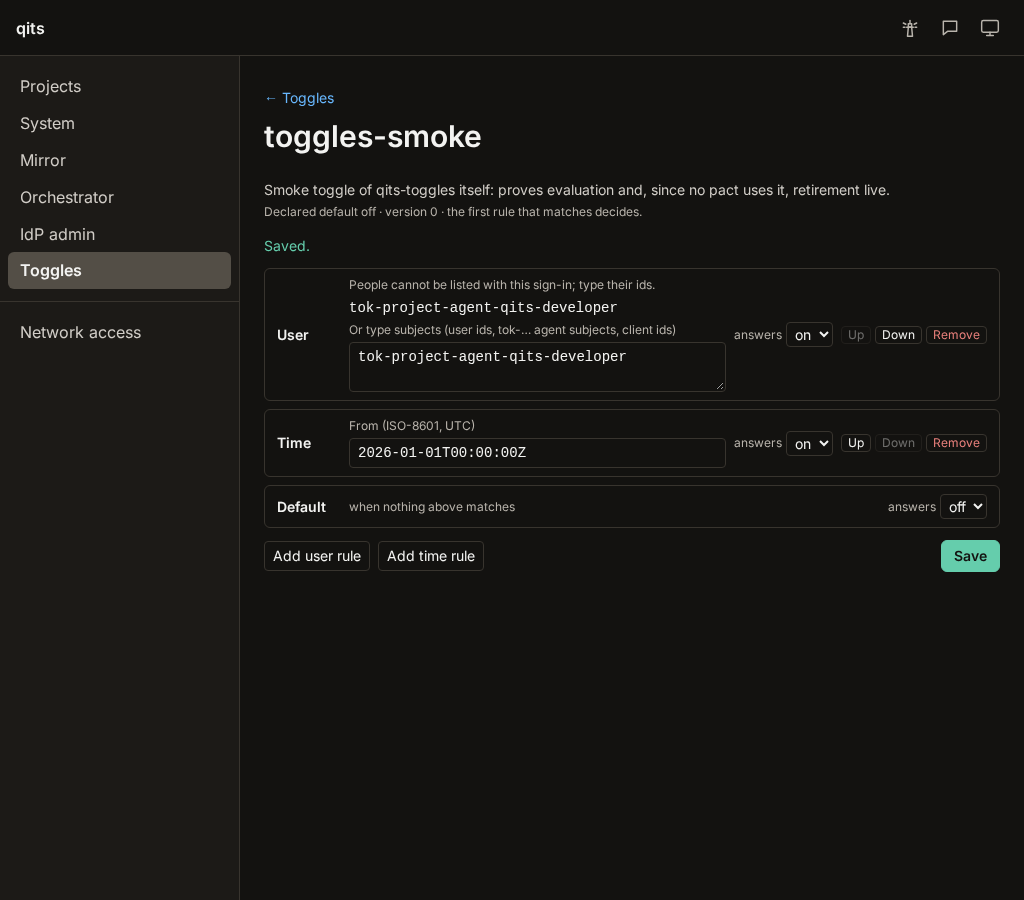 qits
Projects
System
Mirror
Orchestrator
IdP admin
Toggles
Network access
← Toggles
toggles-smoke
Smoke toggle of qits-toggles itself: proves evaluation and, since no pact uses it, retirement live.
Declared default off · version 0 · the first rule that matches decides.
Saved.
People cannot be listed with this sign-in; type their ids.
tok-project-agent-qits-developer
Or type subjects (user ids, tok-... agent subjects, client ids)
User
tok-project-agent-qits-developer
answers on Up Down Remove
From (ISO-8601, UTC)
Time
2026-01-01T00:00:00Z
answers on Up Down Remove
Default when nothing above matches answers off
Add user rule Add time rule Save